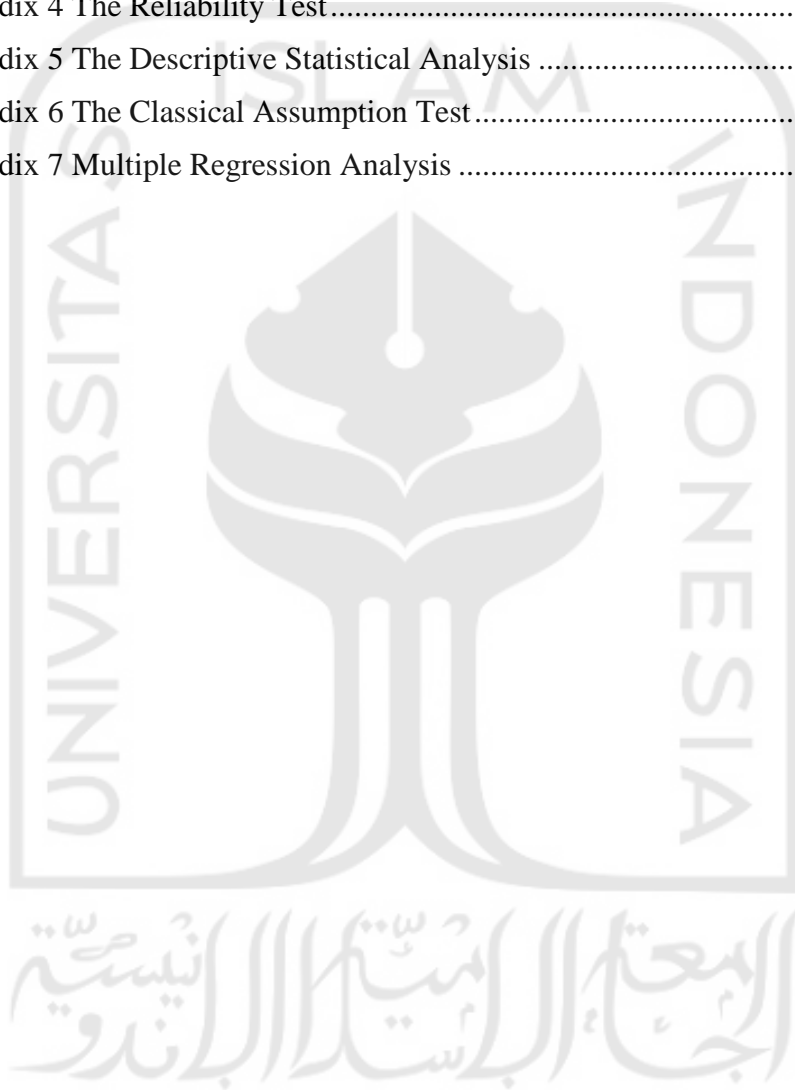 dix 4 The Reliability Test..............................................................
dix 5 The Descriptive Statistical Analysis ...............................
dix 6 The Classical Assumption Test.......................................
dix 7 Multiple Regression Analysis .........................................
ISLAM
UNIVERSITAS
INDONESIA